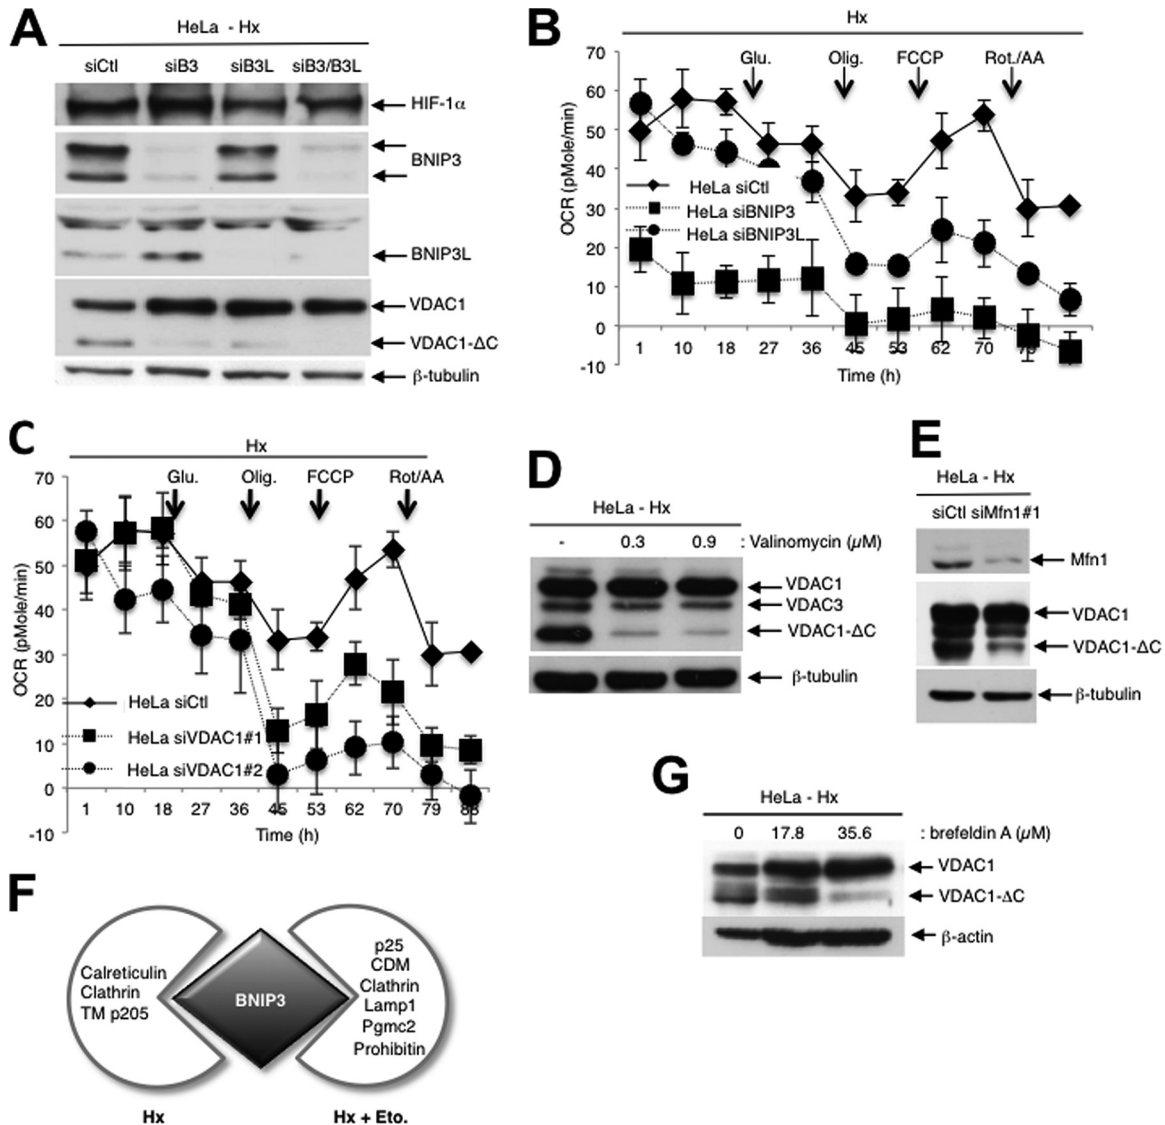 A
HeLa - Hx
siCtl siB3 siB3L siB3/B3L
HIF-1α
BNIP3
BNIP3L
VDAC1
VDAC1-ΔC
β-tubulin
B
Hx
Glu. Olig. FCCP Rot./AA
OCR (pMole/min)
70
60
50
40
30
20
10
0
-10
HeLa siCtl
HeLa siBNIP3
HeLa siBNIP3L
1 10 18 27 36 45 53 62 70 79
Time (h)
C
Hx
Glu. Olig. FCCP Rot/AA
OCR (pMole/min)
70
60
50
40
30
20
10
0
-10
HeLa siCtl
HeLa siVDAC1#1
HeLa siVDAC1#2
1 10 18 27 36 45 53 62 70 79 88
Time (h)
D
HeLa - Hx
- 0.3 0.9 : Valinomycin (µM)
VDAC1
VDAC3
VDAC1-ΔC
β-tubulin
E
HeLa - Hx
siCtl siMfn1#1
Mfn1
VDAC1
VDAC1-ΔC
β-tubulin
F
Calreticulin
Clathrin
TM p205
BNIP3
p25
CDM
Clathrin
Lamp1
Pgmc2
Prohibitin
Hx
Hx + Eto.
G
HeLa - Hx
0 17.8 35.6 : brefeldin A (µM)
VDAC1
VDAC1-ΔC
β-actin